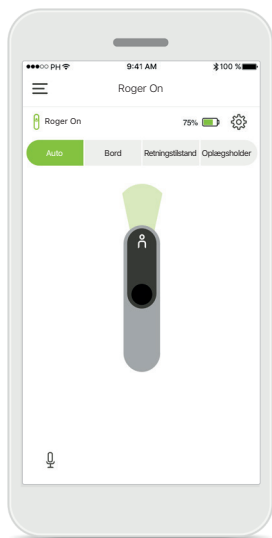 PH 9:41 AM 100 %
Roger On
Roger On 75%
Auto Bord Retningstilstand Oplægsholder